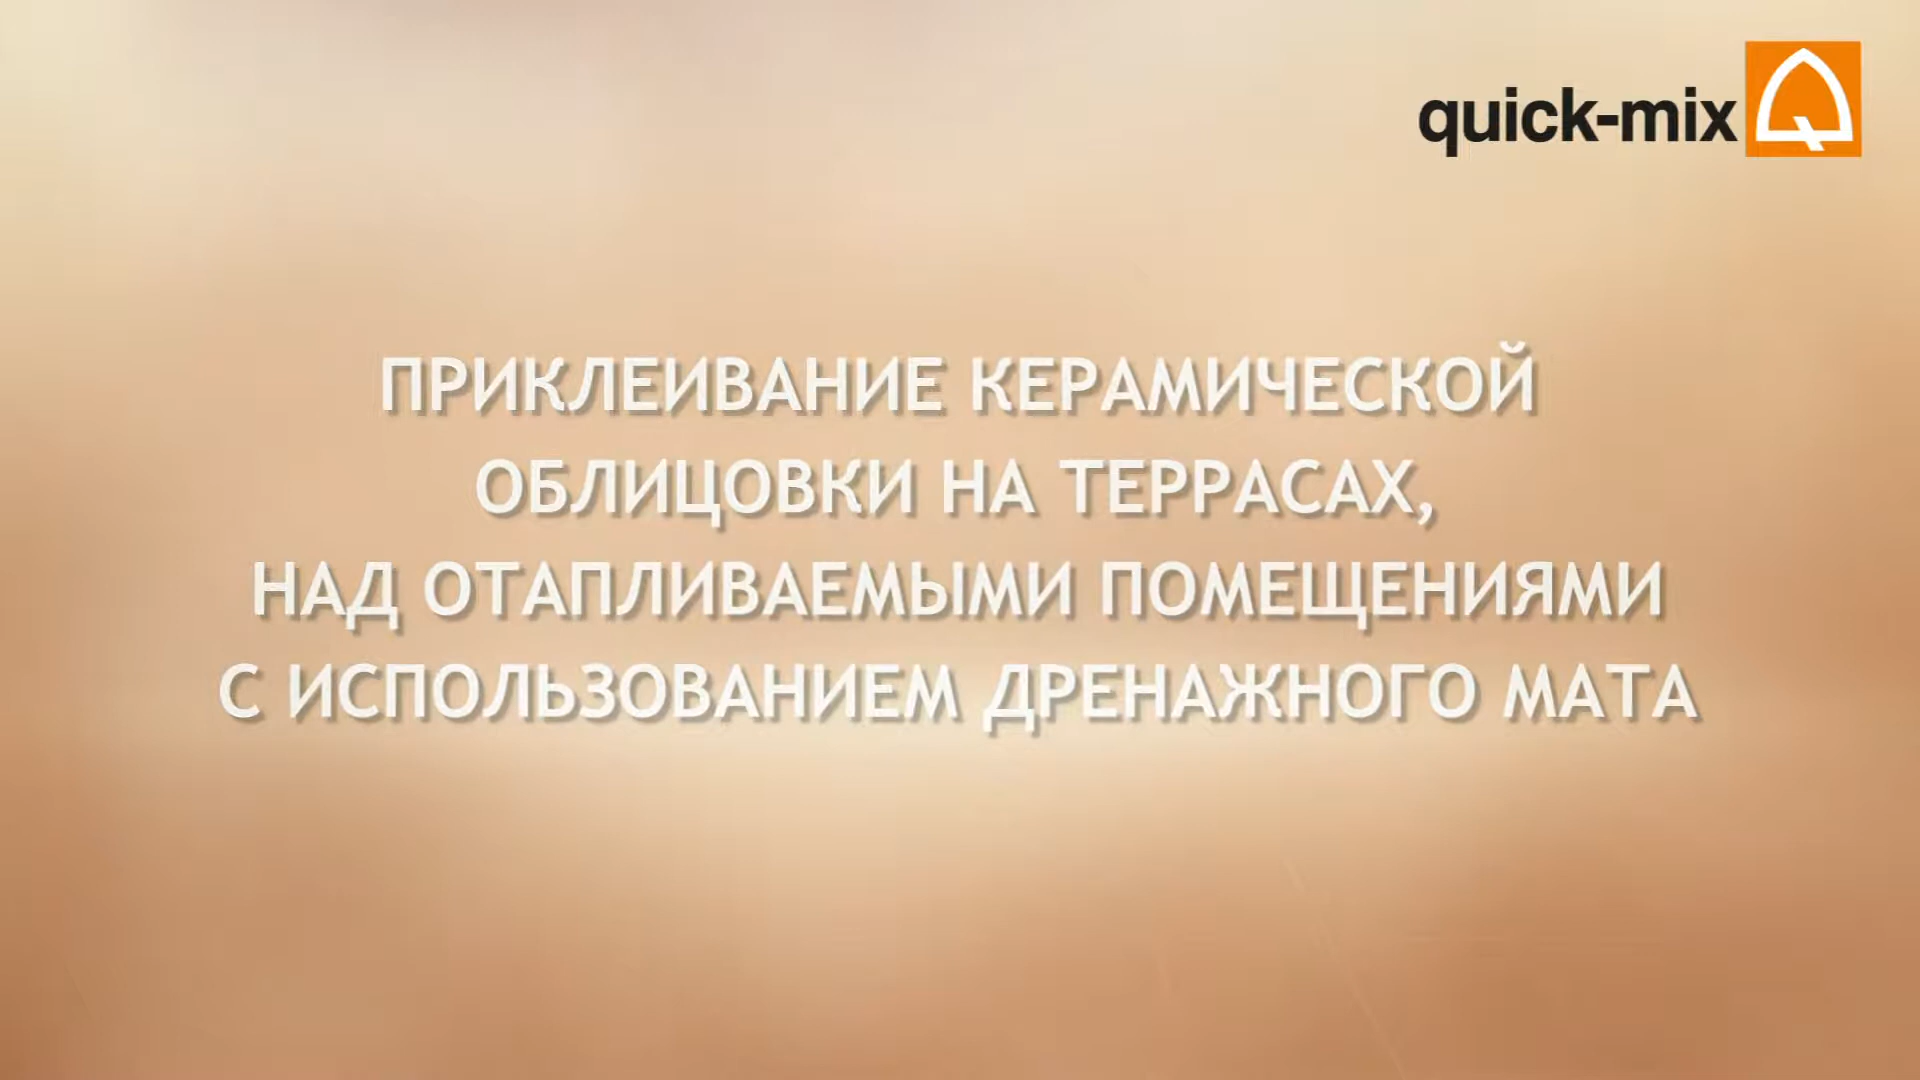 quick-mix
ПРИКЛЕИВАНИЕ КЕРАМИЧЕСКОЙ
ОБЛИЦОВКИ НА ТЕРРАСАХ,
НАД ОТАПЛИВАЕМЫМИ ПОМЕЩЕНИЯМИ
С ИСПОЛЬЗОВАНИЕМ ДРЕНАЖНОГО МАТА